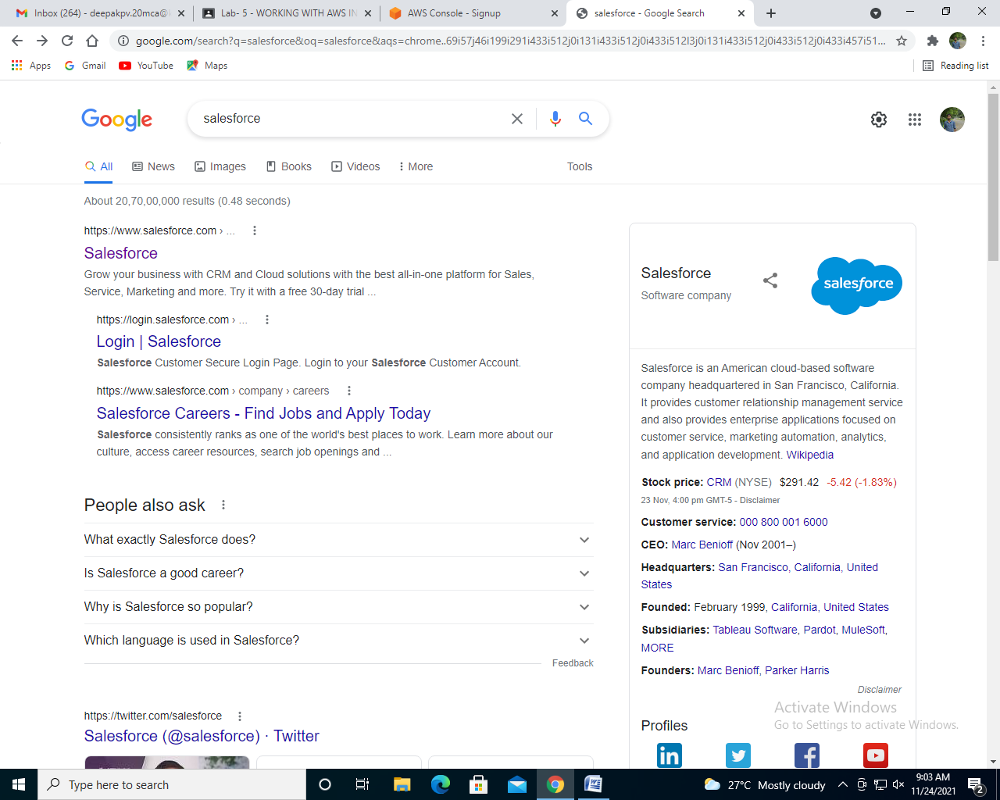 Inbox (264) - deepakpv.20mca@
Lab- 5 - WORKING WITH AWS IN
AWS Console - Signup
salesforce - Google Search
google.com/search?q=salesforce&oq=salesforce&aqs=chrome..69i57j46i199i291i433i512j0i131i433i512j0i433i512l3j0i131i433i512j0i433i512j0i433i457i51...
Apps
Gmail
YouTube
Maps
Reading list
Google
salesforce
All
News
Images
Books
Videos
More
Tools
About 20,70,00,000 results (0.48 seconds)
https://www.salesforce.com › ...
Salesforce
Grow your business with CRM and Cloud solutions with the best all-in-one platform for Sales,
Service, Marketing and more. Try it with a free 30-day trial ...
https://login.salesforce.com › ...
Login | Salesforce
Salesforce Customer Secure Login Page. Login to your Salesforce Customer Account.
https://www.salesforce.com › company › careers
Salesforce Careers - Find Jobs and Apply Today
Salesforce consistently ranks as one of the world's best places to work. Learn more about our
culture, access career resources, search job openings and ...
People also ask
What exactly Salesforce does?
Is Salesforce a good career?
Why is Salesforce so popular?
Which language is used in Salesforce?
Feedback
https://twitter.com/salesforce
Salesforce (@salesforce) · Twitter
Salesforce
Software company
salesforce
Salesforce is an American cloud-based software
company headquartered in San Francisco, California.
It provides customer relationship management service
and also provides enterprise applications focused on
customer service, marketing automation, analytics,
and application development. Wikipedia
Stock price: CRM (NYSE) $291.42 -5.42 (-1.83%)
23 Nov, 4:00 pm GMT-5 - Disclaimer
Customer service: 000 800 001 6000
CEO: Marc Benioff (Nov 2001–)
Headquarters: San Francisco, California, United
States
Founded: February 1999, California, United States
Subsidiaries: Tableau Software, Pardot, MuleSoft,
MORE
Founders: Marc Benioff, Parker Harris
Disclaimer
Activate Windows
Go to Settings to activate Windows.
Profiles
Type here to search
27°C Mostly cloudy
9:03 AM
11/24/2021
2